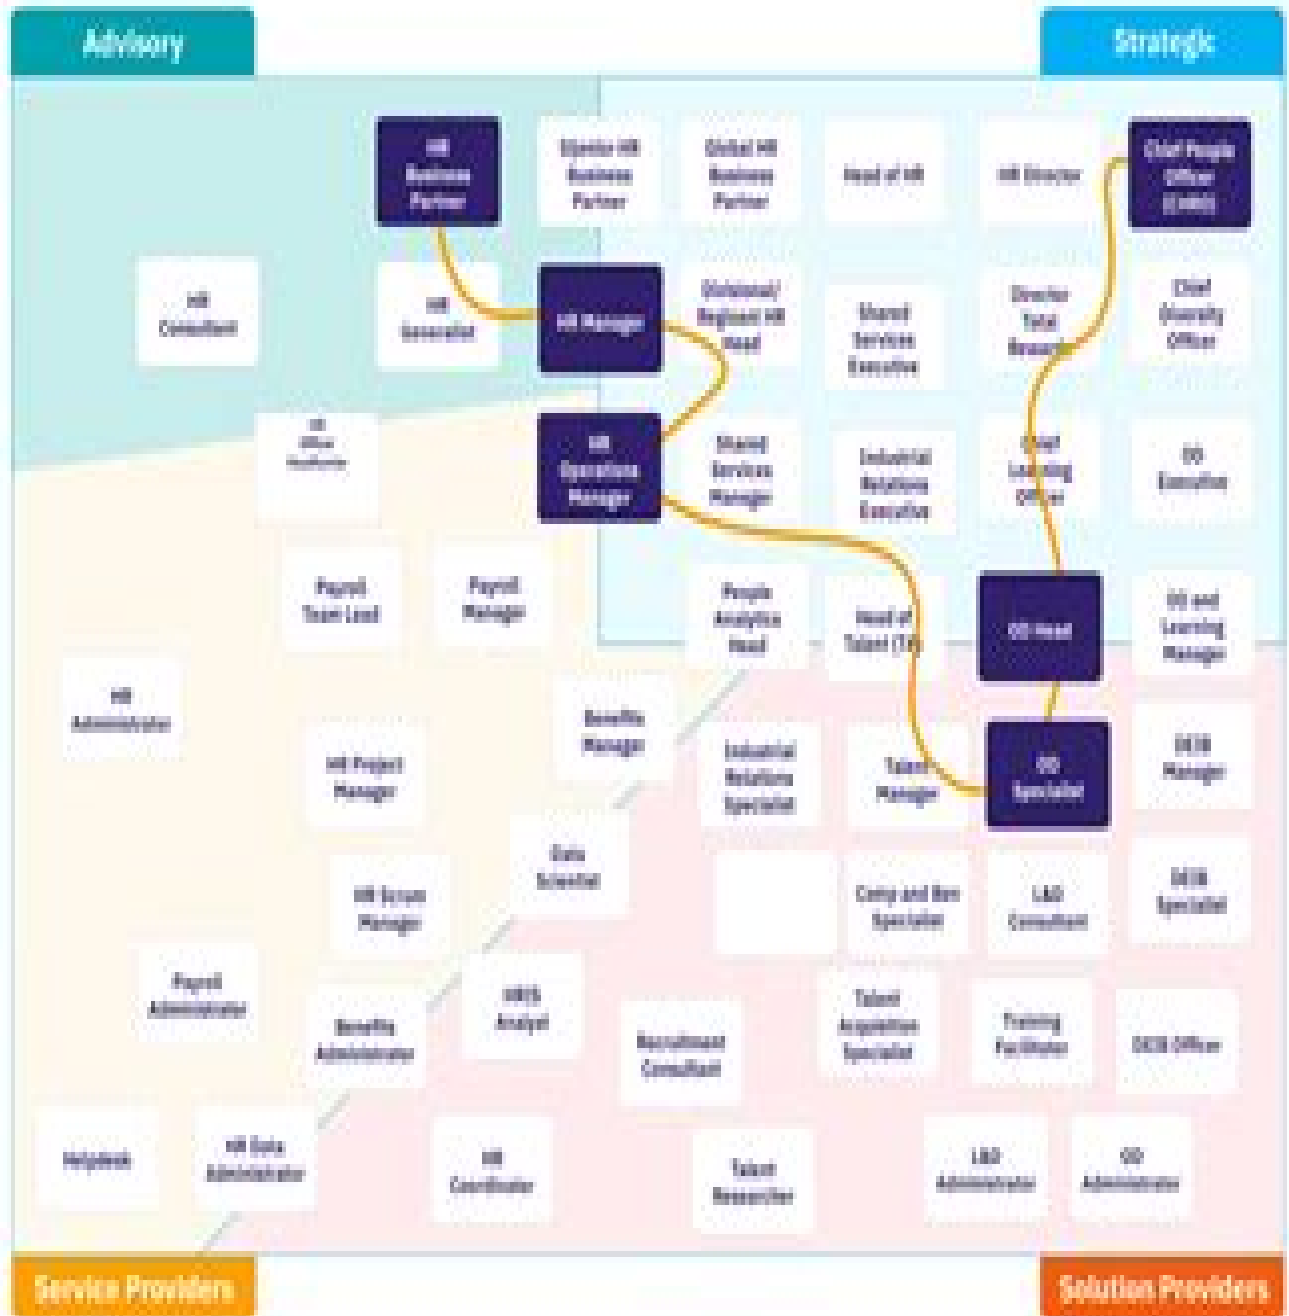 Advisory
Strategic
HR
Business
Partner
HR
Business
Partner
Global HR
Business
Partner
Head of HR
HR Director
Chief People
Officer
(CHRO)
HR
Consultant
HR
Generalist
HR Manager
Divisional/
Regional HR
Head
Shared
Services
Executive
Director
Total
Chief
Diversity
Officer
HR
Operations
Manager
Shared
Services
Manager
Industrial
Relations
Executive
Chief
Learning
Officer
OD
Executive
Payroll
Team Lead
Payroll
Manager
People
Analytics
Head
Head of
Talent
OD Head
OD and
Learning
Manager
HR
Administrator
Benefits
Manager
HR Project
Manager
Industrial
Relations
Specialist
Talent
Manager
OD
Specialist
DEIB
Manager
Data
Scientist
HR Scrum
Manager
Comp and Ben
Specialist
L&D
Consultant
DEIB
Specialist
Payroll
Administrator
Benefits
Administrator
HRIS
Analyst
Recruitment
Consultant
Talent
Acquisition
Specialist
Training
Facilitator
DEIB Officer
Helpdesk
HR Data
Administrator
HR
Coordinator
Talent
Researcher
L&D
Administrator
OD
Administrator
Service Providers
Solution Providers